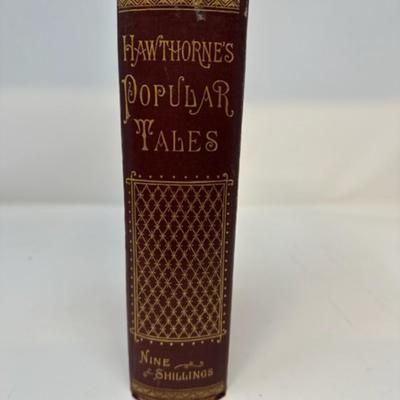 HAWTHORNE'S
POPULAR
TALES
NINE
SHILLINGS